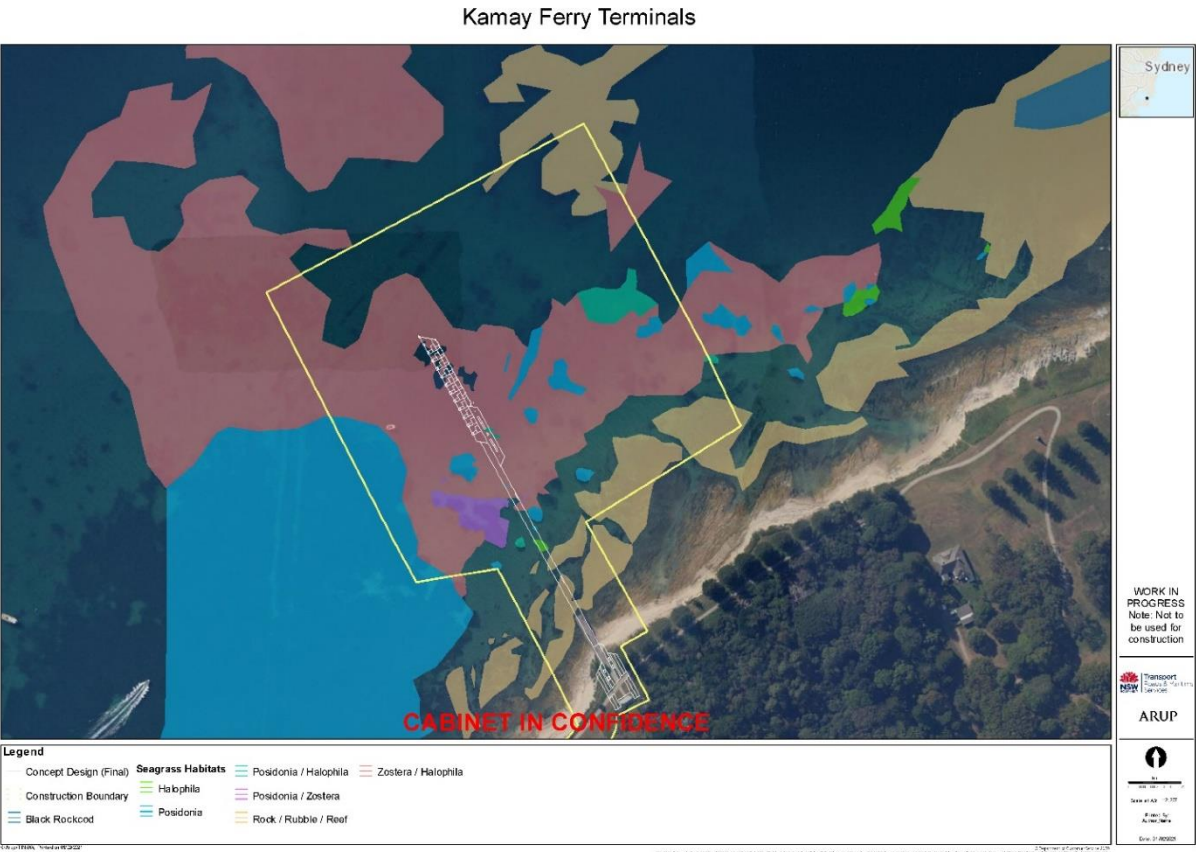 Kamay Ferry Terminals
Sydney
WORK IN
PROGRESS
Note: Not to
be used for
construction
NSW
Transport
ARUP
CABINET IN CONFIDENCE
Legend
Concept Design (Final)
Construction Boundary
Black Rockcod
Seagrass Habitats
Halophila
Posidonia
Posidonia / Halophila
Posidonia / Zostera
Rock / Rubble / Reef
Zostera / Halophila